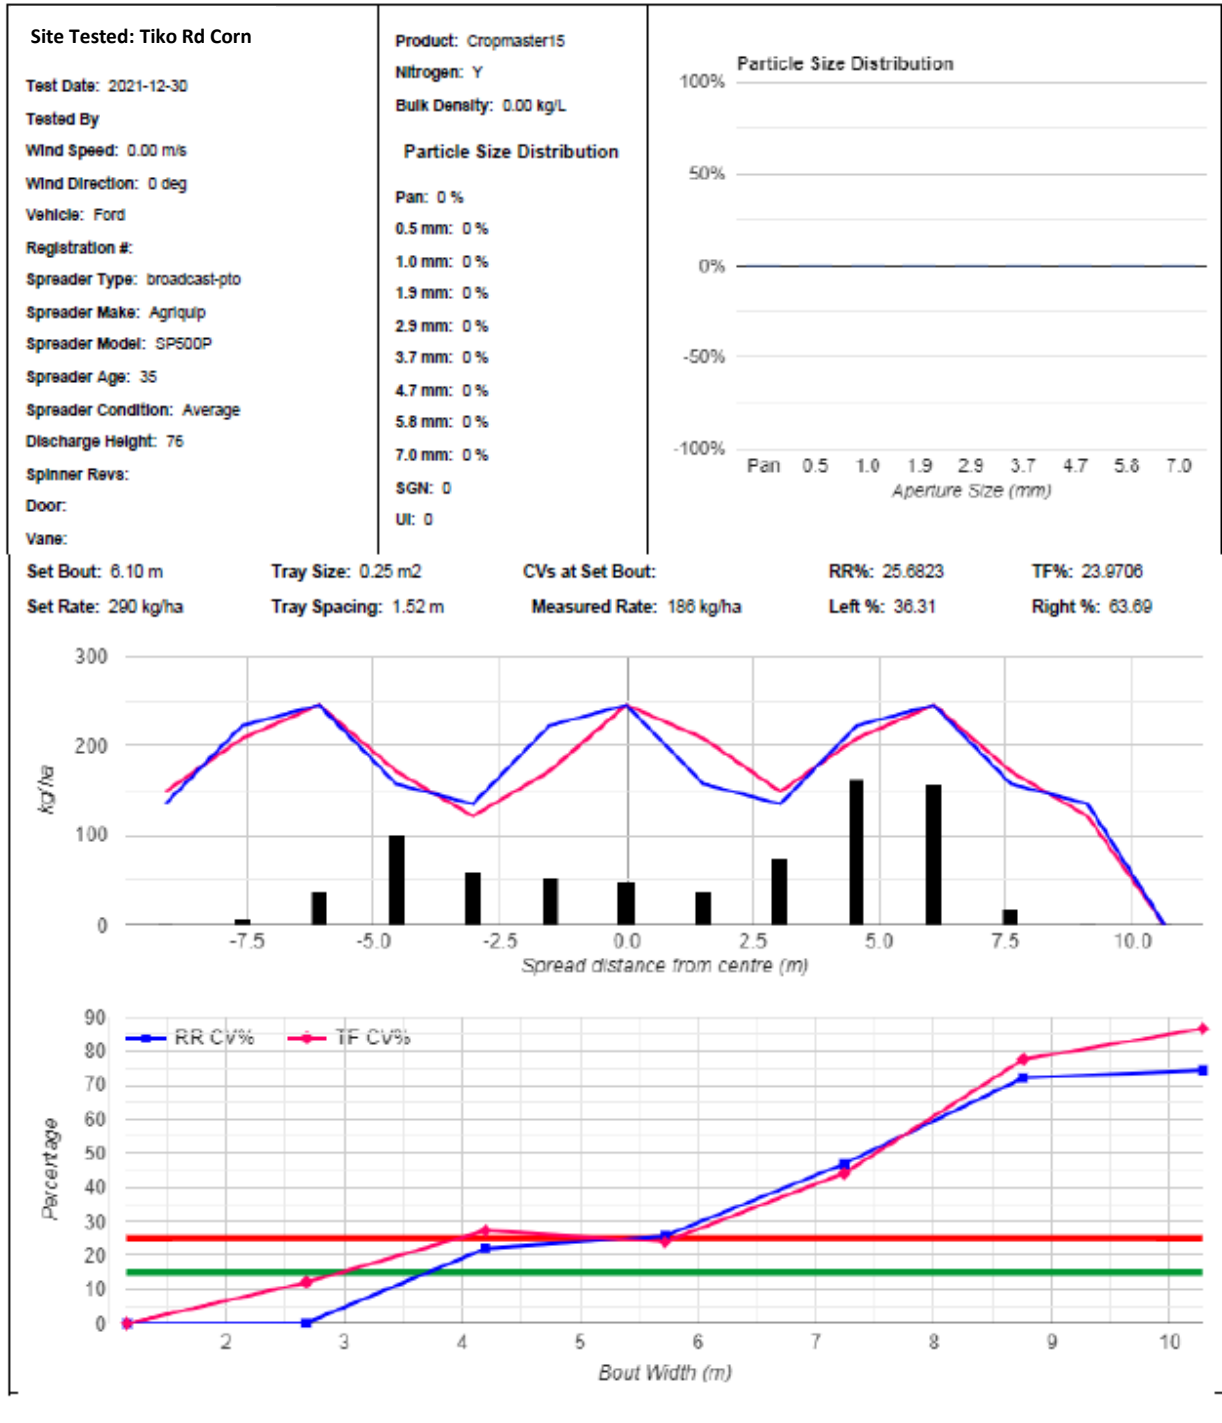 Site Tested: Tiko Rd Corn
Test Date: 2021-12-30
Tested By
Wind Speed: 0.00 m/s
Wind Direction: 0 deg
Vehicle: Ford
Registration #:
Spreader Type: broadcast-pto
Spreader Make: Agriquip
Spreader Model: SP500P
Spreader Age: 35
Spreader Condition: Average
Discharge Height: 76
Spinner Revs:
Door:
Vane:
Product: Cropmaster15
Nitrogen: Y
Bulk Density: 0.00 kg/L
Particle Size Distribution
Pan: 0 %
0.5 mm: 0 %
1.0 mm: 0 %
1.9 mm: 0 %
2.9 mm: 0 %
3.7 mm: 0 %
4.7 mm: 0 %
5.8 mm: 0 %
7.0 mm: 0 %
SGN: 0
UI: 0
Particle Size Distribution
100%
50%
0%
-50%
-100%
Pan 0.5 1.0 1.9 2.9 3.7 4.7 5.8 7.0
Aperture Size (mm)
Set Bout: 6.10 m Tray Size: 0.25 m2 CVs at Set Bout: RR%: 25.6823 TF%: 23.9706
Set Rate: 290 kg/ha Tray Spacing: 1.52 m Measured Rate: 186 kg/ha Left %: 36.31 Right %: 63.69
300
200
100
0
kg/ha
-7.5 -5.0 -2.5 0.0 2.5 5.0 7.5 10.0
Spread distance from centre (m)
RR CV% TF CV%
90
80
70
60
50
40
30
20
10
0
Percentage
2 3 4 5 6 7 8 9 10
Bout Width (m)